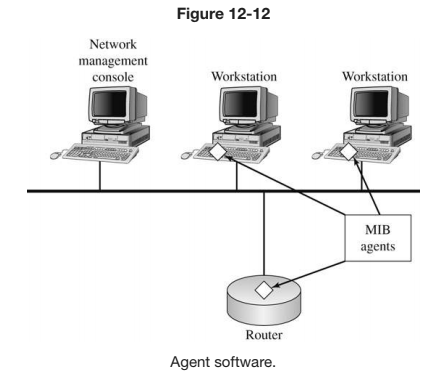 Figure 12-12
Network
management
console
Workstation
Workstation
MIB
agents
Router
Agent software.